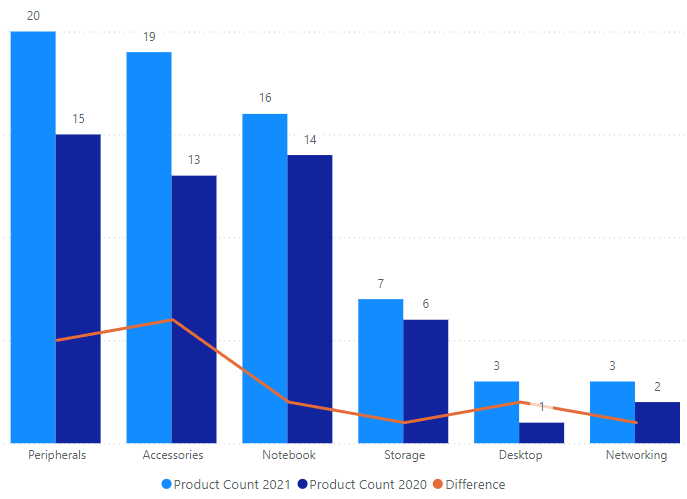 20
19
16
15
14
13
7
6
3
1
3
2
Peripherals
Accessories
Notebook
Storage
Desktop
Networking
Product Count 2021 Product Count 2020 Difference